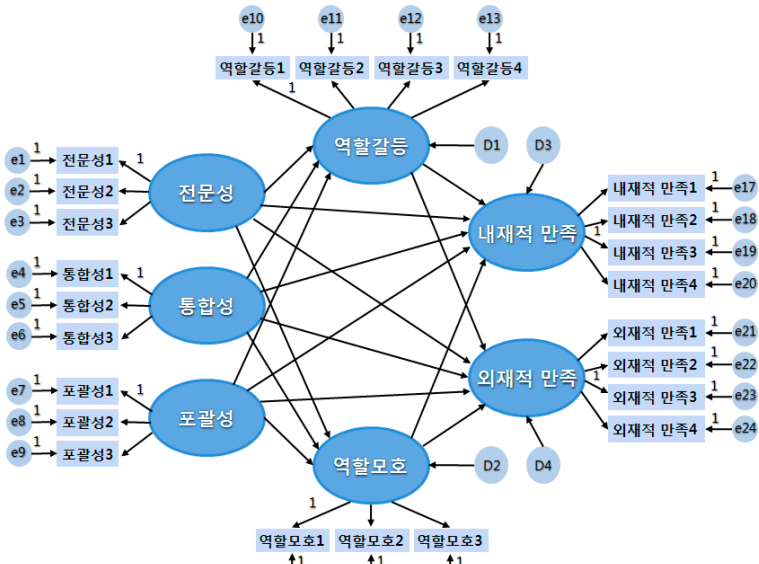 e10 e11 e12 e13
1 1 1 1
역할갈등1 역할갈등2 역할갈등3 역할갈등4
1
역할갈등 D1 D3
e1 1 전문성1 1
e2 1 전문성2
e3 1 전문성3
전문성
내재적 만족1 1 e17
내재적 만족2 1 e18
1
내재적 만족3 1 e19
내재적 만족4 1 e20
내재적 만족
e4 1 통합성1 1
e5 1 통합성2
e6 1 통합성3
통합성
외재적 만족1 1 e21
외재적 만족2 1 e22
1
외재적 만족3 1 e23
외재적 만족4 1 e24
외재적 만족
e7 1 포괄성1 1
e8 1 포괄성2
e9 1 포괄성3
포괄성
역할모호 D2 D4
1
역할모호1 역할모호2 역할모호3
1 1 1